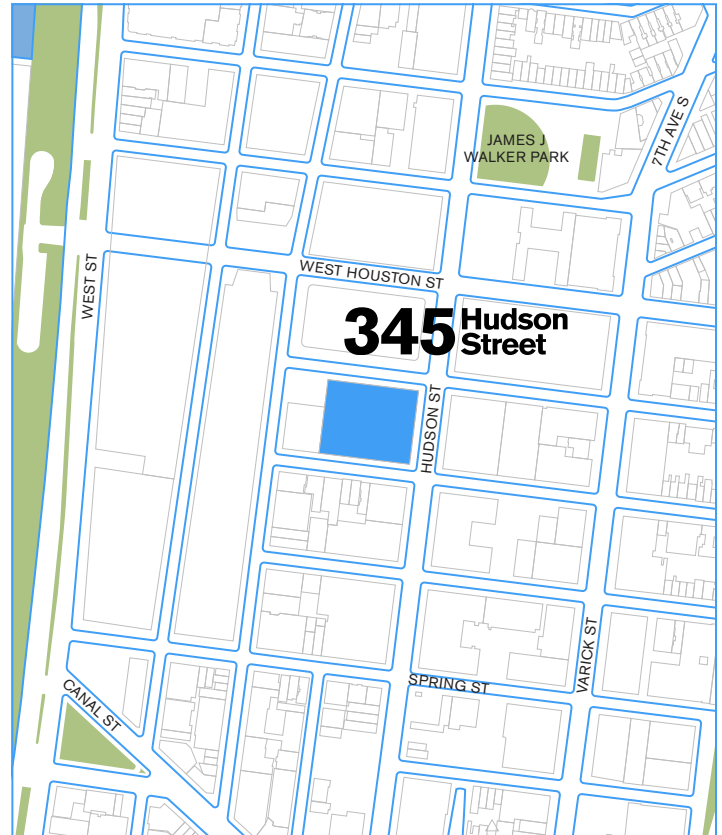 JAMES J
WALKER PARK
7TH AVE S
WEST ST
WEST HOUSTON ST
345 Hudson
Street
HUDSON ST
VARICK ST
SPRING ST
CANAL ST